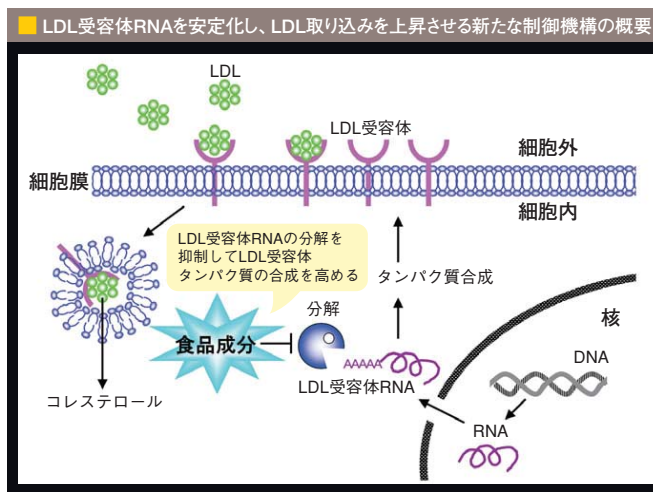 LDL受容体RNAを安定化し、LDL取り込みを上昇させる新たな制御機構の概要
LDL
LDL受容体
細胞外
細胞膜
細胞内
LDL受容体RNAの分解を
抑制してLDL受容体
タンパク質の合成を高める
タンパク質合成
分解
核
食品成分
DNA
AAAAA
LDL受容体RNA
コレステロール
RNA